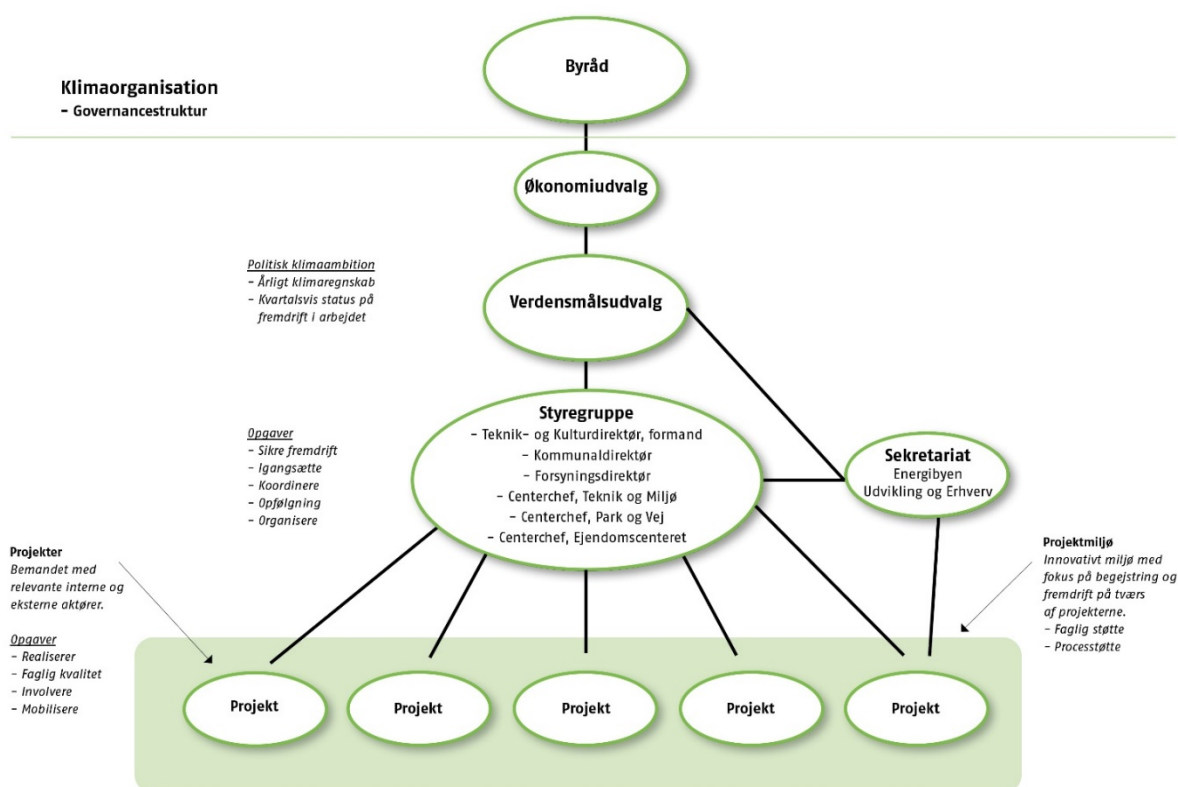 Byråd
Klimaorganisation
- Governancestruktur
Økonomiudvalg
Politisk klimaambition
- Årligt klimaregnskab
- Kvartalsvis status på
fremdrift i arbejdet
Verdensmålsudvalg
Styregruppe
- Teknik- og Kulturdirektør, formand
- Kommunaldirektør
- Forsyningsdirektør
- Centerchef, Teknik og Miljø
- Centerchef, Park og Vej
- Centerchef, Ejendomscenteret
Opgaver
- Sikre fremdrift
- Igangsætte
- Koordinere
- Opfølgning
- Organisere
Sekretariat
Energibyen
Udvikling og Erhverv
Projekter
Bemandet med
relevante interne og
eksterne aktører.
Opgaver
- Realiserer
- Faglig kvalitet
- Involvere
- Mobilisere
Projektmiljø
Innovativt miljø med
fokus på begejstring og
fremdrift på tværs
af projekterne.
- Faglig støtte
- Processtøtte
Projekt
Projekt
Projekt
Projekt
Projekt